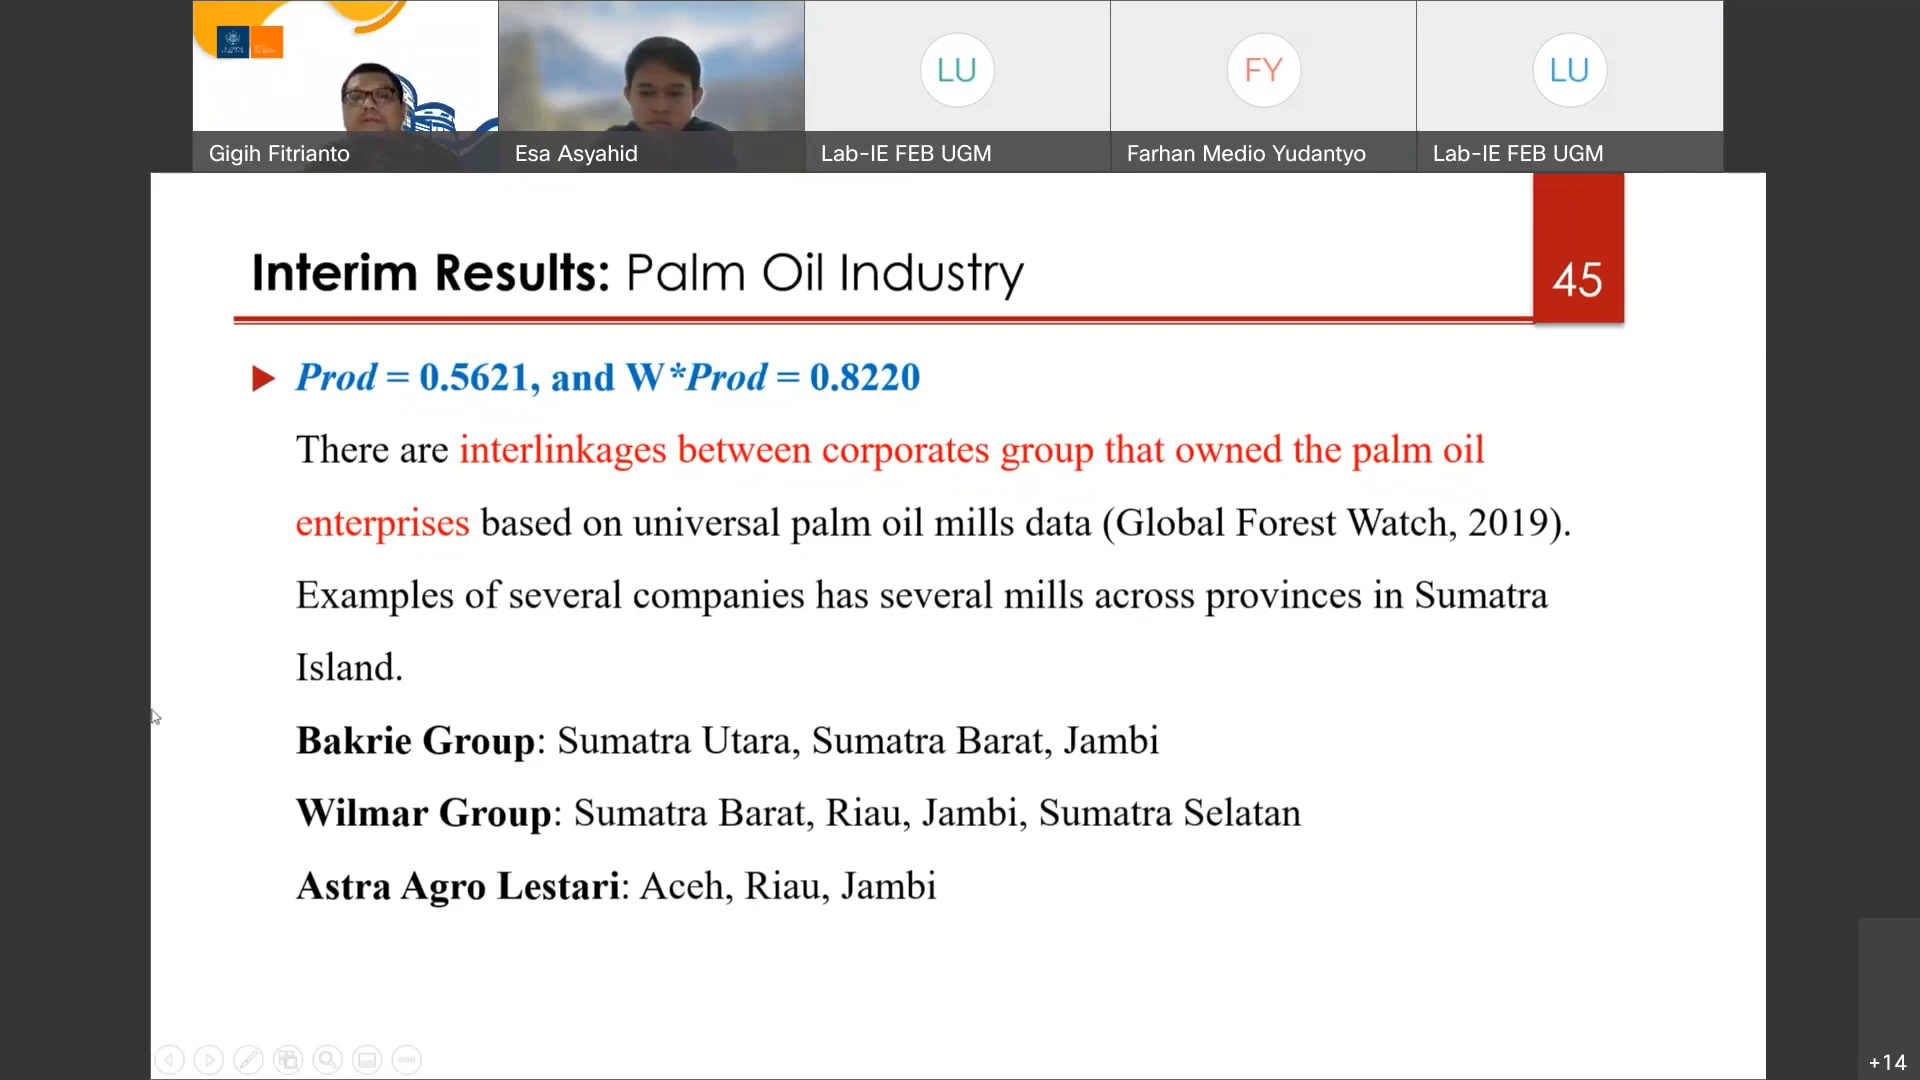 LU
FY
LU
Gigih Fitrianto
Esa Asyahid
Lab-IE FEB UGM
Farhan Medio Yudantyo
Lab-IE FEB UGM
Interim Results: Palm Oil Industry
45
Prod = 0.5621, and W*Prod = 0.8220
There are interlinkages between corporates group that owned the palm oil
enterprises based on universal palm oil mills data (Global Forest Watch, 2019).
Examples of several companies has several mills across provinces in Sumatra
Island.
Bakrie Group: Sumatra Utara, Sumatra Barat, Jambi
Wilmar Group: Sumatra Barat, Riau, Jambi, Sumatra Selatan
Astra Agro Lestari: Aceh, Riau, Jambi
+14